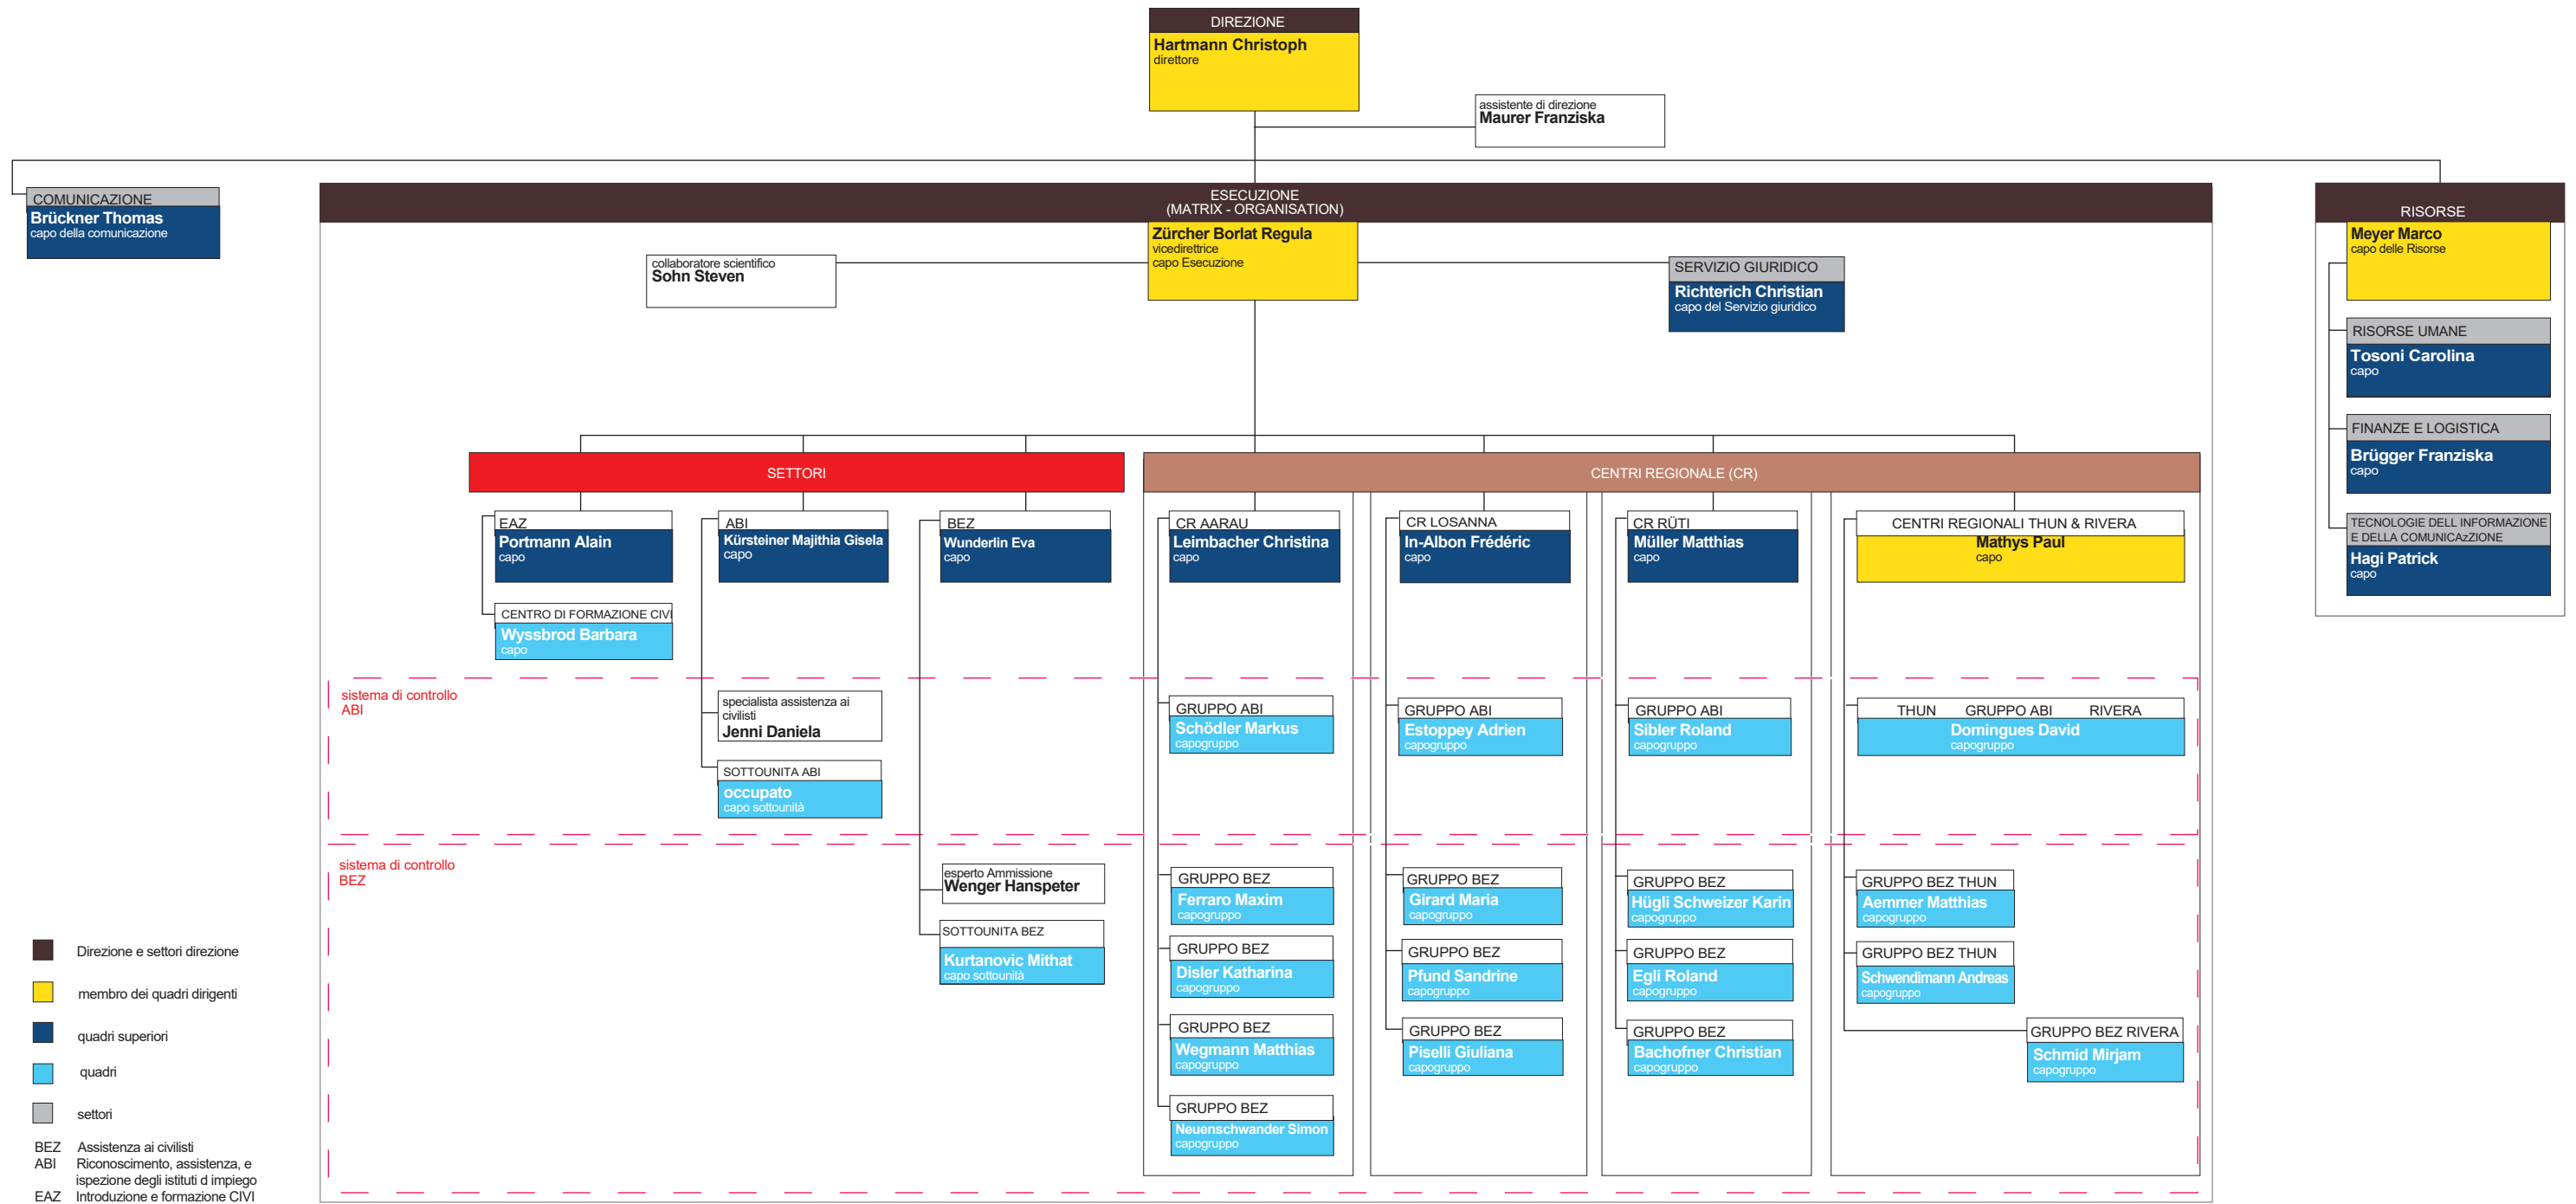 DIREZIONE
Hartmann Christoph
direttore
assistente di direzione
Maurer Franziska
COMUNICAZIONE
Brückner Thomas
capo della comunicazione
ESECUZIONE
(MATRIX - ORGANISATION)
Zürcher Borlat Regula
vicedirettrice
capo Esecuzione
collaboratore scientifico
Sohn Steven
SERVIZIO GIURIDICO
Richterich Christian
capo del Servizio giuridico
RISORSE
Meyer Marco
capo delle Risorse
RISORSE UMANE
Tosoni Carolina
capo
FINANZE E LOGISTICA
Brügger Franziska
capo
TECNOLOGIE DELL INFORMAZIONE
E DELLA COMUNICAzZIONE
Hagi Patrick
capo
SETTORI
EAZ
Portmann Alain
capo
CENTRO DI FORMAZIONE CIVI
Wyssbrod Barbara
capo
ABI
Kürsteiner Majithia Gisela
capo
BEZ
Wunderlin Eva
capo
CENTRI REGIONALE (CR)
CR AARAU
Leimbacher Christina
capo
CR LOSANNA
In-Albon Frédéric
capo
CR RÜTI
Müller Matthias
capo
CENTRI REGIONALI THUN & RIVERA
Mathys Paul
capo
sistema di controllo
ABI
specialista assistenza ai
civilisti
Jenni Daniela
SOTTOUNITA ABI
occupato
capo sottounità
GRUPPO ABI
Schödler Markus
capogruppo
GRUPPO ABI
Estoppey Adrien
capogruppo
GRUPPO ABI
Sibler Roland
capogruppo
THUN GRUPPO ABI RIVERA
Domingues David
capogruppo
sistema di controllo
BEZ
esperto Ammissione
Wenger Hanspeter
SOTTOUNITA BEZ
Kurtanovic Mithat
capo sottounità
GRUPPO BEZ
Ferraro Maxim
capogruppo
GRUPPO BEZ
Disler Katharina
capogruppo
GRUPPO BEZ
Wegmann Matthias
capogruppo
GRUPPO BEZ
Neuenschwander Simon
capogruppo
GRUPPO BEZ
Girard Maria
capogruppo
GRUPPO BEZ
Pfund Sandrine
capogruppo
GRUPPO BEZ
Piselli Giuliana
capogruppo
GRUPPO BEZ
Hügli Schweizer Karin
capogruppo
GRUPPO BEZ
Egli Roland
capogruppo
GRUPPO BEZ
Bachofner Christian
capogruppo
GRUPPO BEZ THUN
Aemmer Matthias
capogruppo
GRUPPO BEZ THUN
Schwendimann Andreas
capogruppo
GRUPPO BEZ RIVERA
Schmid Mirjam
capogruppo
Direzione e settori direzione
membro dei quadri dirigenti
quadri superiori
quadri
settori
BEZ Assistenza ai civilisti
ABI Riconoscimento, assistenza, e
ispezione degli istituti d impiego
EAZ Introduzione e formazione CIVI